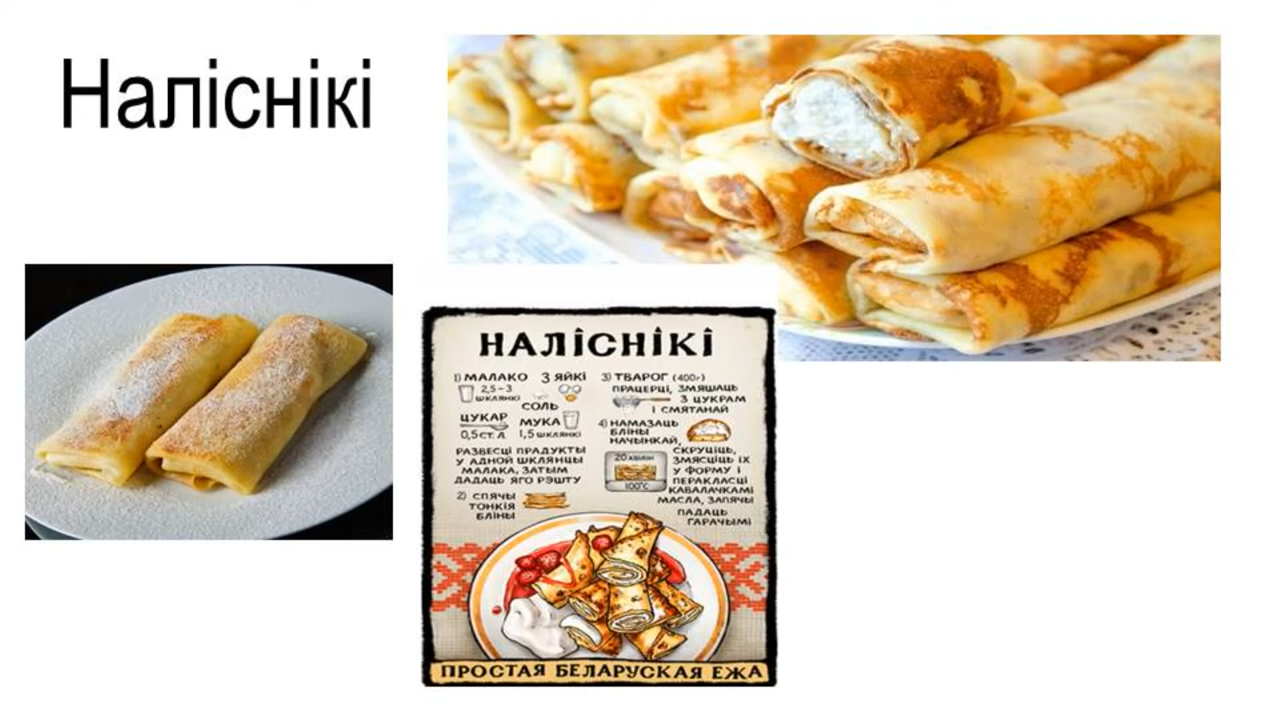 Наліснікі
НАЛІСНІКІ
1) МАЛАКО 3 ЯЙКІ
2,5-3
ШКЛЯНКІ
СОЛЬ
ЦУКАР МУКА
0,5 СТ. Л. 1,5 ШКЛЯНКІ
РАЗВЕСЦІ ПРАДУКТЫ
У АДНОЙ ШКЛЯНЦЫ
МАЛАКА, ЗАТЫМ
ДАДАЦЬ ЯГО РЭШТУ
2) СПЯЧЫ
ТОНКІЯ
БЛІНЫ
3) ТВАРОГ (400г)
ПРАЦЕРЦІ, ЗМЯШАЦЬ
З ЦУКРАМ
І СМЯТАНАЙ
4) НАМАЗАЦЬ
БЛІНЫ
НАЧЫНКАЙ,
СКРУЦІЦЬ,
ЗМЯСЦІЦЬ ІХ
У ФОРМУ І
ПЕРАКЛАСЦІ
КАВАЛАЧКАМІ
МАСЛА, ЗАПЯЧЫ
20 ХВІЛІН
100°С
ПАДАЦЬ
ГАРАЧЫМІ
ПРОСТАЯ БЕЛАРУСКАЯ ЕЖА